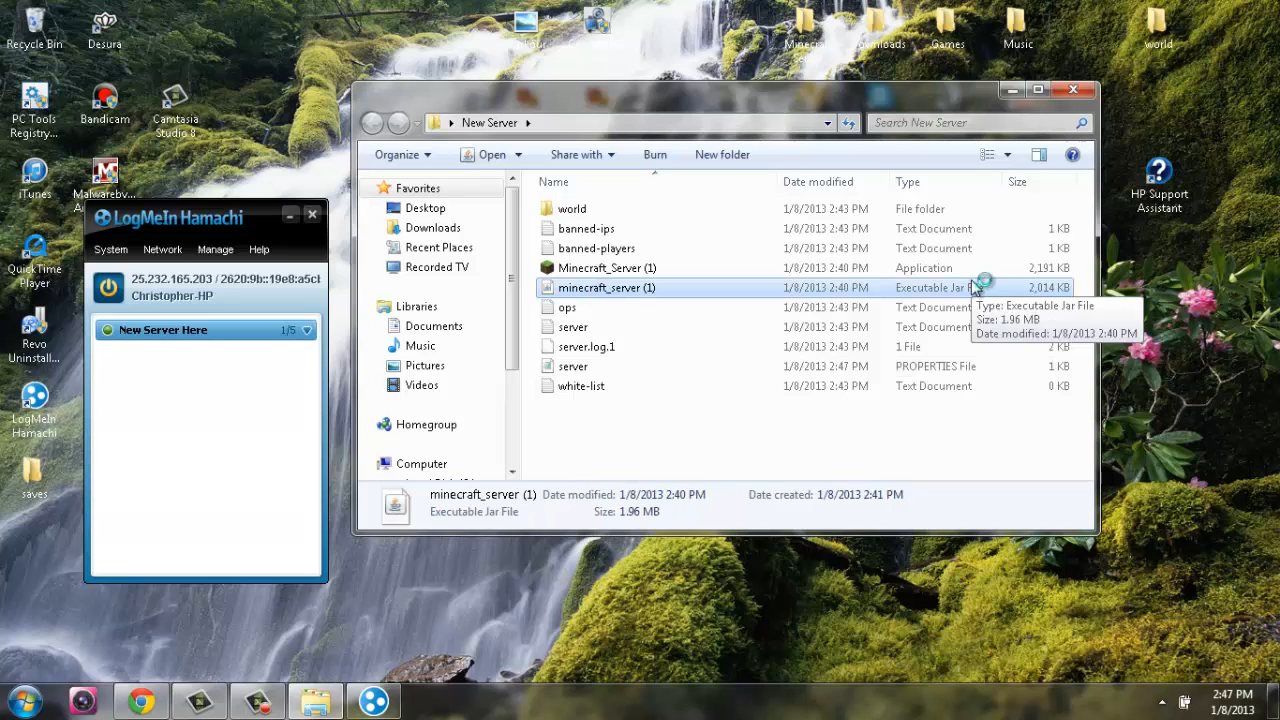 Recycle Bin
Desura
Downloads
Games
Music
world
PC Tools
Registry...
Bandicam
Camtasia
Studio 8
iTunes
Malwareby...
QuickTime
Player
Revo
Uninstall...
LogMeIn
Hamachi
saves
HP Support
Assistant
LogMeIn Hamachi
System Network Manage Help
25.232.165.203 / 2620:9b::19e8:a5cl
Christopher-HP
New Server Here 1/5
New Server
Search New Server
Organize Open Share with Burn New folder
Favorites
Desktop
Downloads
Recent Places
Recorded TV
Libraries
Documents
Music
Pictures
Videos
Homegroup
Computer
Name Date modified Type Size
world 1/8/2013 2:43 PM File folder
banned-ips 1/8/2013 2:43 PM Text Document 1 KB
banned-players 1/8/2013 2:43 PM Text Document 1 KB
Minecraft_Server (1) 1/8/2013 2:40 PM Application 2,191 KB
minecraft_server (1) 1/8/2013 2:40 PM Executable Jar F 2,014 KB
ops 1/8/2013 2:43 PM Text Docum
server 1/8/2013 2:47 PM Text Docum
server.log.1 1/8/2013 2:43 PM 1 File 2 KB
server 1/8/2013 2:47 PM PROPERTIES File 1 KB
white-list 1/8/2013 2:43 PM Text Document 0 KB
Type: Executable Jar File
Size: 1.96 MB
Date modified: 1/8/2013 2:40 PM
minecraft_server (1) Date modified: 1/8/2013 2:40 PM Date created: 1/8/2013 2:41 PM
Executable Jar File Size: 1.96 MB
2:47 PM
1/8/2013